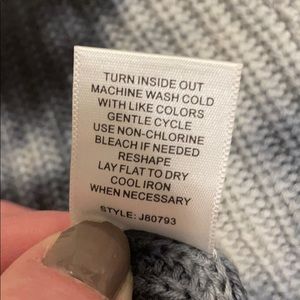 TURN INSIDE OUT
MACHINE WASH COLD
WITH LIKE COLORS
GENTLE CYCLE
USE NON-CHLORINE
BLEACH IF NEEDED
RESHAPE
LAY FLAT TO DRY
COOL IRON
WHEN NECESSARY
STYLE: J80793